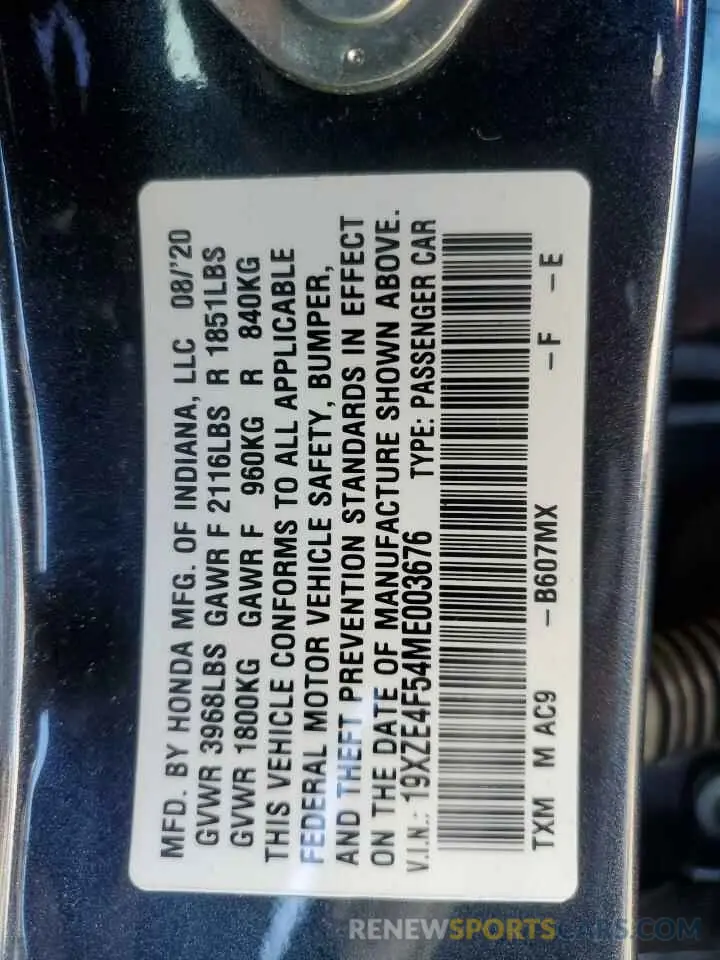 MFD. BY HONDA MFG. OF INDIANA, LLC 08/'20
GVWR 3968LBS GAWR F 2116LBS R 1851LBS
GVWR 1800KG GAWR F 960KG R 840KG
THIS VEHICLE CONFORMS TO ALL APPLICABLE
FEDERAL MOTOR VEHICLE SAFETY, BUMPER,
AND THEFT PREVENTION STANDARDS IN EFFECT
ON THE DATE OF MANUFACTURE SHOWN ABOVE.
V.I.N.: 19XZE4F54ME003676 TYPE: PASSENGER CAR
TXM M AC9 -B607MX -F -E
RENEWSPORTSCAR.COM